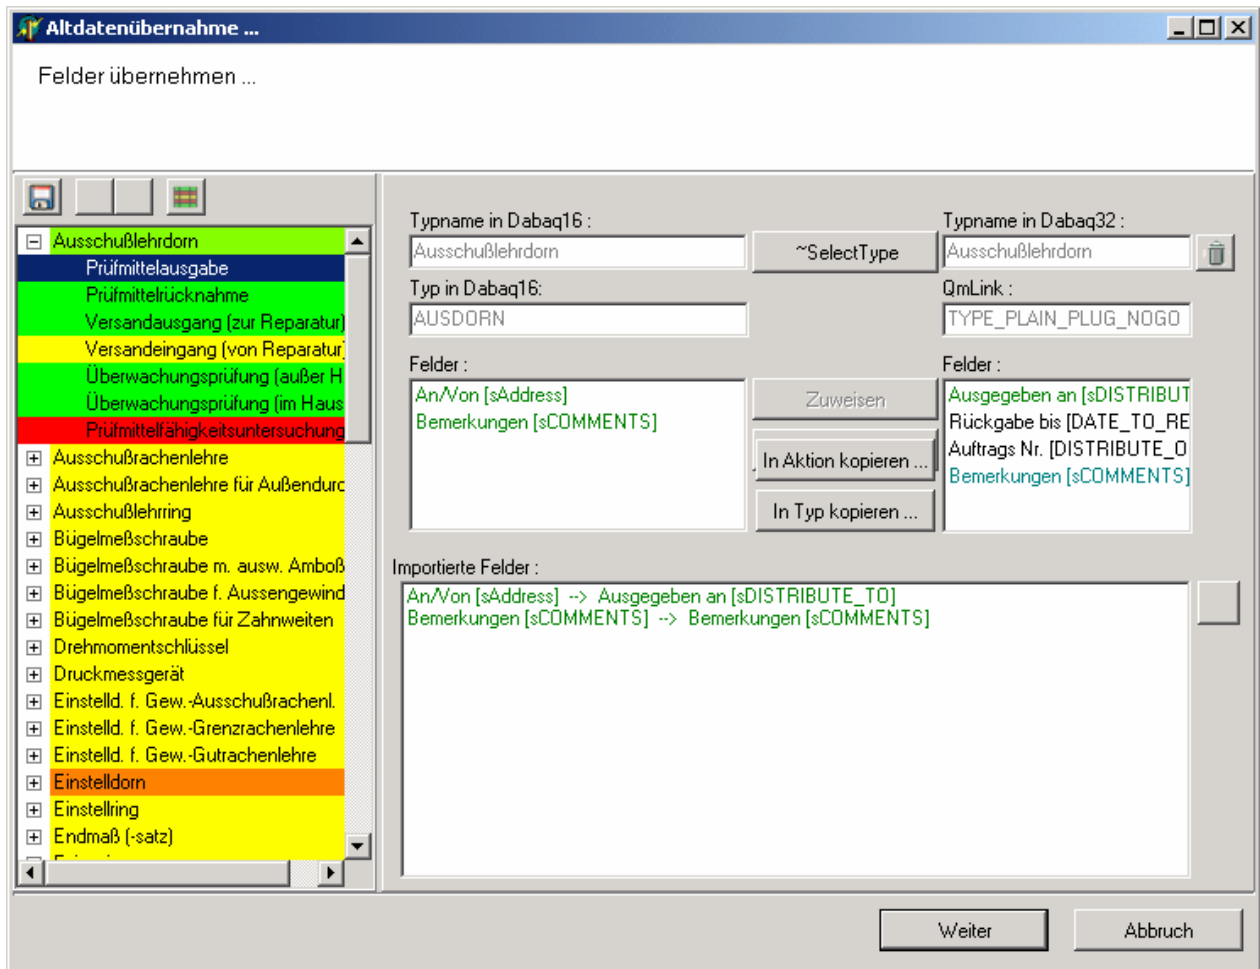 Altdatenübernahme ...
Felder übernehmen ...
Ausschußlehrdorn
Prüfmittelausgabe
Prüfmittelrücknahme
Versandausgang (zur Reparatur)
Versandeingang (von Reparatur)
Überwachungsprüfung (außer H
Überwachungsprüfung (im Haus
Prüfmittelfähigkeitsuntersuchung
Ausschußrachenlehre
Ausschußrachenlehre für Außendurc
Ausschußlehrring
Bügelmeßschraube
Bügelmeßschraube m. ausw. Amboß
Bügelmeßschraube f. Aussengewind
Bügelmeßschraube für Zahnweiten
Drehmomentschlüssel
Druckmessgerät
Einstelld. f. Gew.-Ausschußrachenl.
Einstelld. f. Gew.-Grenzrachenlehre
Einstelld. f. Gew.-Gutrachenlehre
Einstelldorn
Einstellring
Endmaß (-satz)
Typname in Dabaq16 :
Ausschußlehrdorn
~SelectType
Typname in Dabaq32 :
Ausschußlehrdorn
Typ in Dabaq16:
AUSDORN
QmLink :
TYPE_PLAIN_PLUG_NOGO
Felder :
An/Von [sAddress]
Bemerkungen [sCOMMENTS]
Zuweisen
In Aktion kopieren ...
In Typ kopieren ...
Felder :
Ausgegeben an [sDISTRIBUT
Rückgabe bis [DATE_TO_RE
Auftrags Nr. [DISTRIBUTE_O
Bemerkungen [sCOMMENTS]
Importierte Felder :
An/Von [sAddress] --> Ausgegeben an [sDISTRIBUTE_TO]
Bemerkungen [sCOMMENTS] --> Bemerkungen [sCOMMENTS]
Weiter
Abbruch